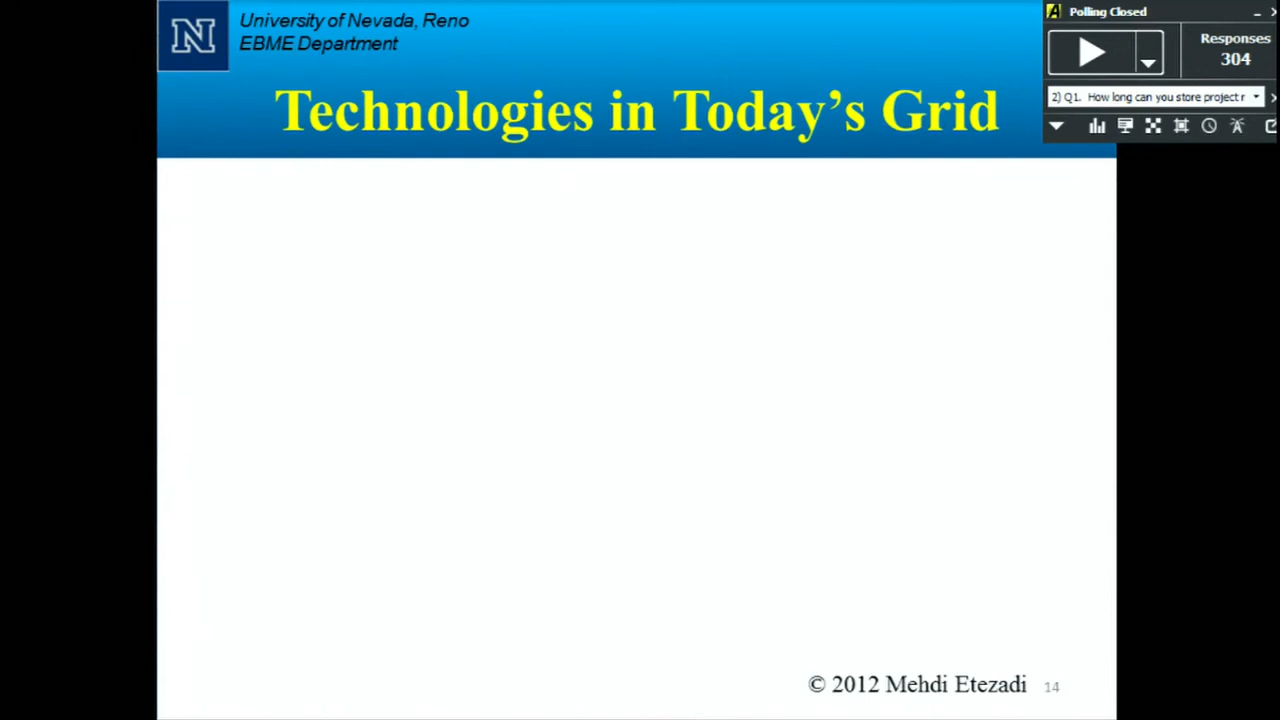 N
University of Nevada, Reno
EBME Department
Technologies in Today's Grid
Polling Closed
Responses
304
2) Q1. How long can you store project r
© 2012 Mehdi Etezadi 14